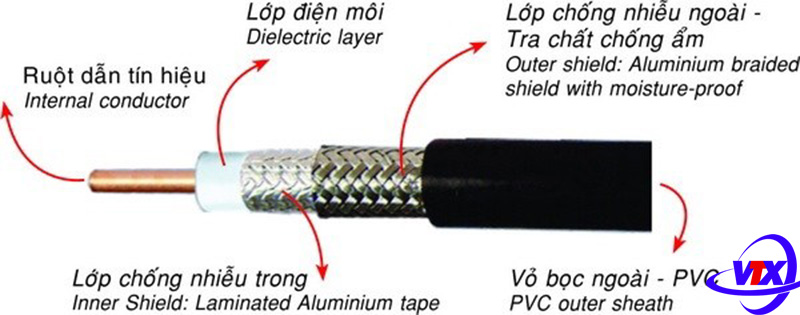 Lớp điện môi
Dielectric layer
Lớp chống nhiễu ngoài -
Tra chất chống ẩm
Outer shield: Aluminium braided
shield with moisture-proof
Ruột dẫn tín hiệu
Internal conductor
Lớp chống nhiễu trong
Inner Shield: Laminated Aluminium tape
Vỏ bọc ngoài - PVC
PVC outer sheath
VTX